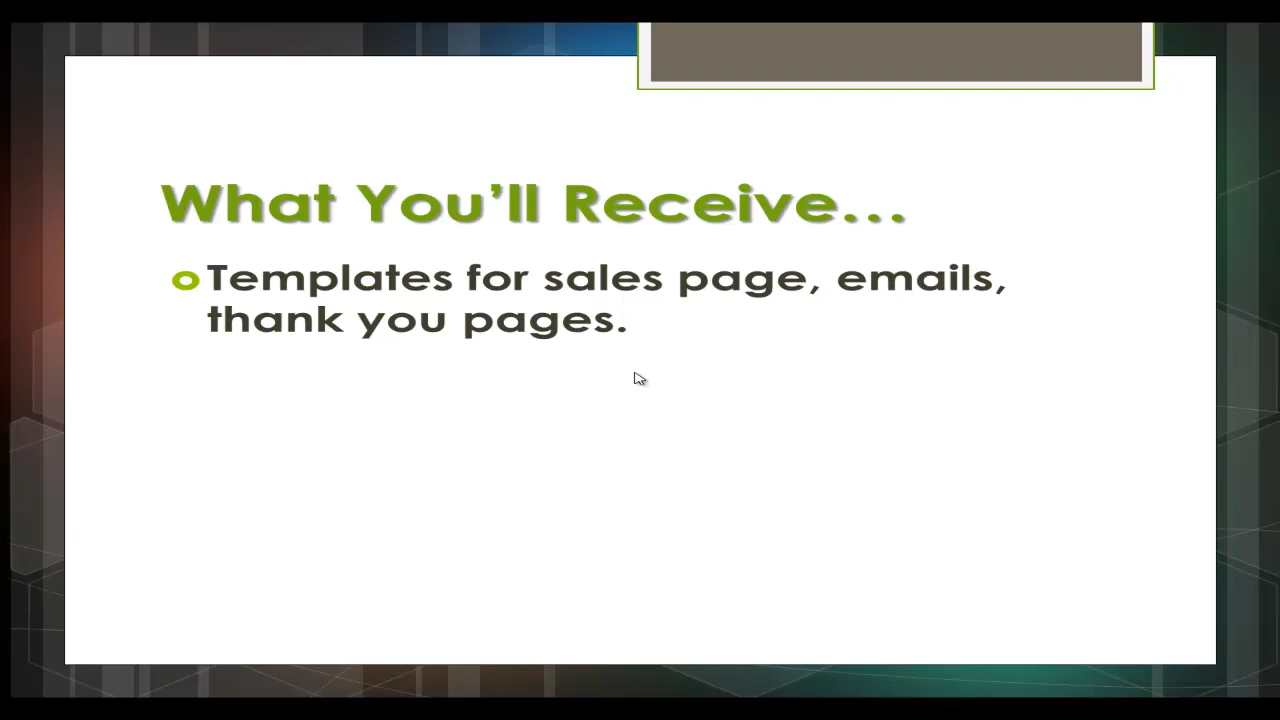 What You’ll Receive…
Templates for sales page, emails,
thank you pages.